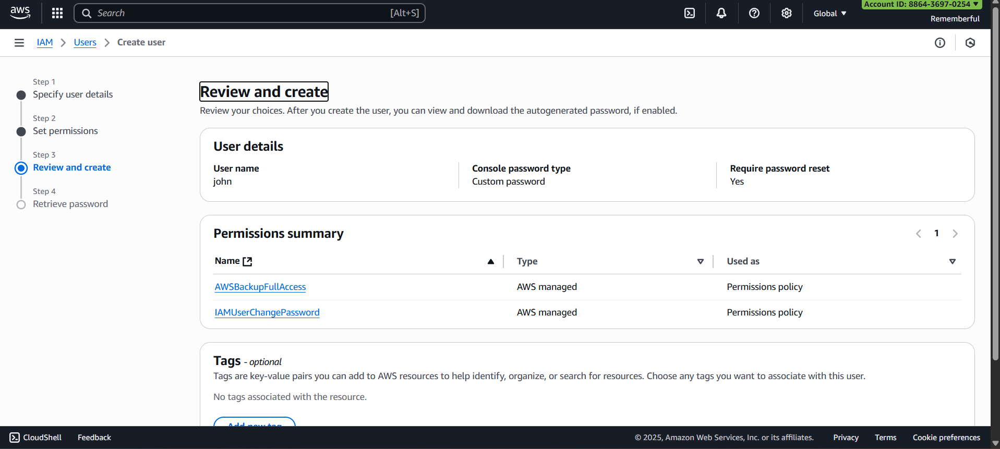 aws
Search [Alt+S]
Global
Account ID: 8864-3697-0254
Rememberful
IAM
Users
Create user
Step 1
Specify user details
Step 2
Set permissions
Step 3
Review and create
Step 4
Retrieve password
Review and create
Review your choices. After you create the user, you can view and download the autogenerated password, if enabled.
User details
User name Console password type Require password reset
john Custom password Yes
Permissions summary
1
Name Type Used as
AWSBackupFullAccess AWS managed Permissions policy
IAMUserChangePassword AWS managed Permissions policy
Tags - optional
Tags are key-value pairs you can add to AWS resources to help identify, organize, or search for resources. Choose any tags you want to associate with this user.
No tags associated with the resource.
Add new tag
CloudShell Feedback © 2025, Amazon Web Services, Inc. or its affiliates. Privacy Terms Cookie preferences